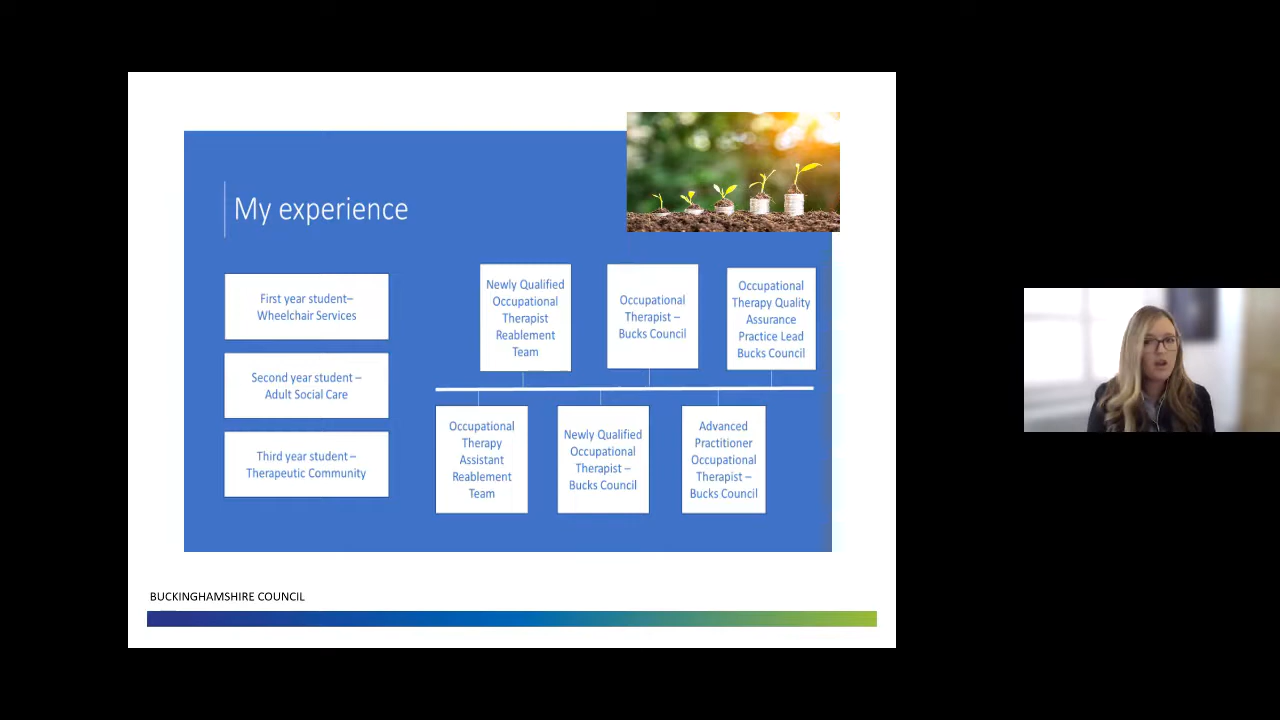 My experience
First year student–
Wheelchair Services
Second year student –
Adult Social Care
Third year student –
Therapeutic Community
Newly Qualified
Occupational
Therapist
Reablement
Team
Occupational
Therapist –
Bucks Council
Occupational
Therapy Quality
Assurance
Practice Lead
Bucks Council
Occupational
Therapy
Assistant
Reablement
Team
Newly Qualified
Occupational
Therapist –
Bucks Council
Advanced
Practitioner
Occupational
Therapist –
Bucks Council
BUCKINGHAMSHIRE COUNCIL